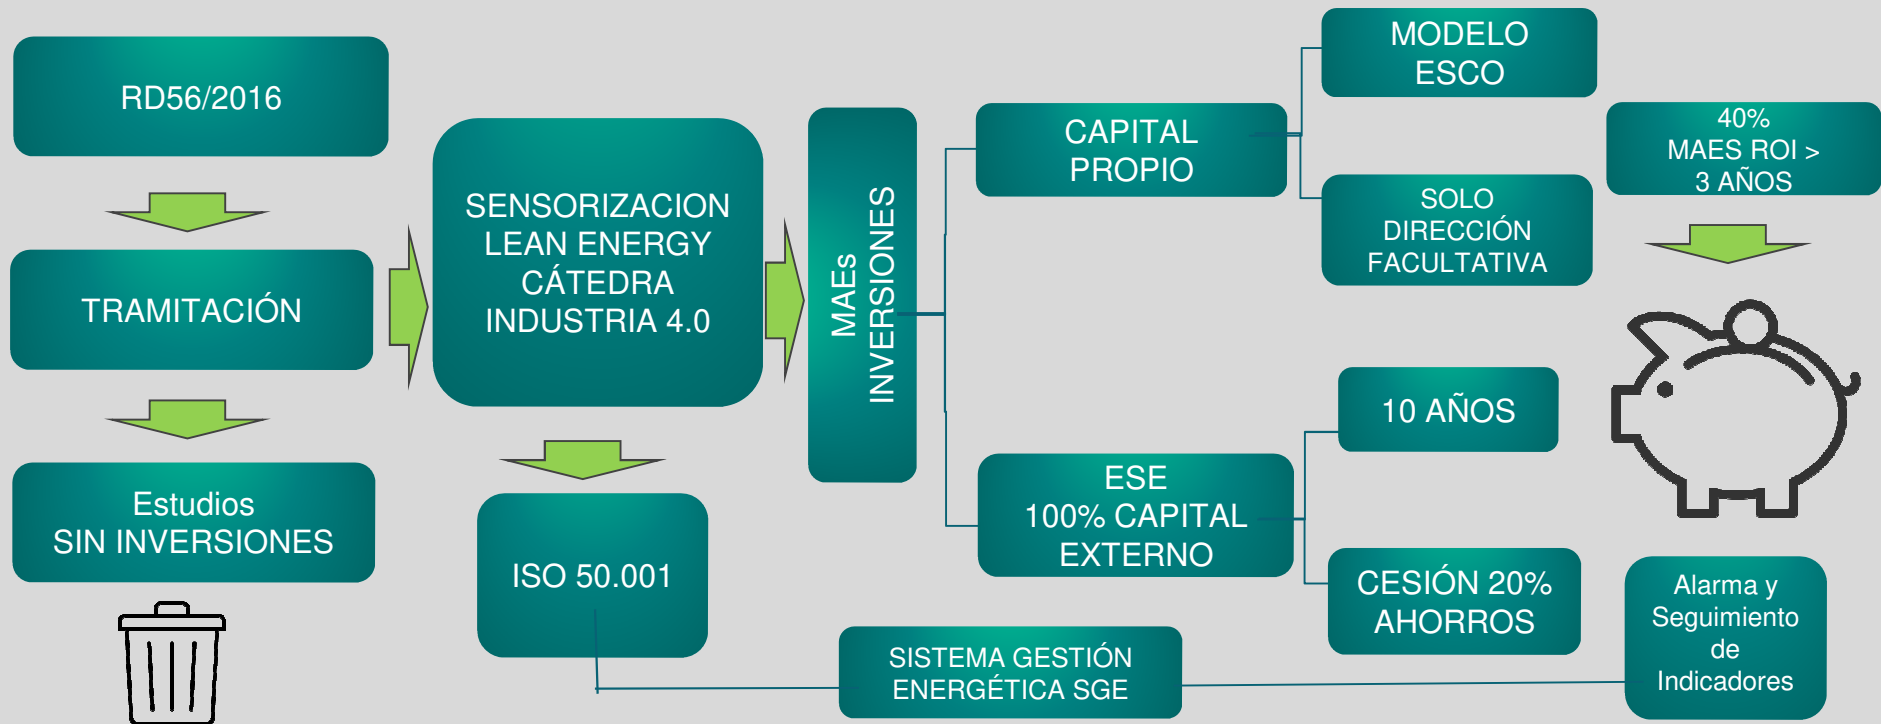 RD56/2016
TRAMITACIÓN
Estudios
SIN INVERSIONES
SENSORIZACION
LEAN ENERGY
CÁTEDRA
INDUSTRIA 4.0
ISO 50.001
MAEs
INVERSIONES
CAPITAL
PROPIO
MODELO
ESCO
SOLO
DIRECCIÓN
FACULTATIVA
ESE
100% CAPITAL
EXTERNO
10 AÑOS
CESIÓN 20%
AHORROS
40%
MAES ROI >
3 AÑOS
SISTEMA GESTIÓN
ENERGÉTICA SGE
Alarma y
Seguimiento
de
Indicadores